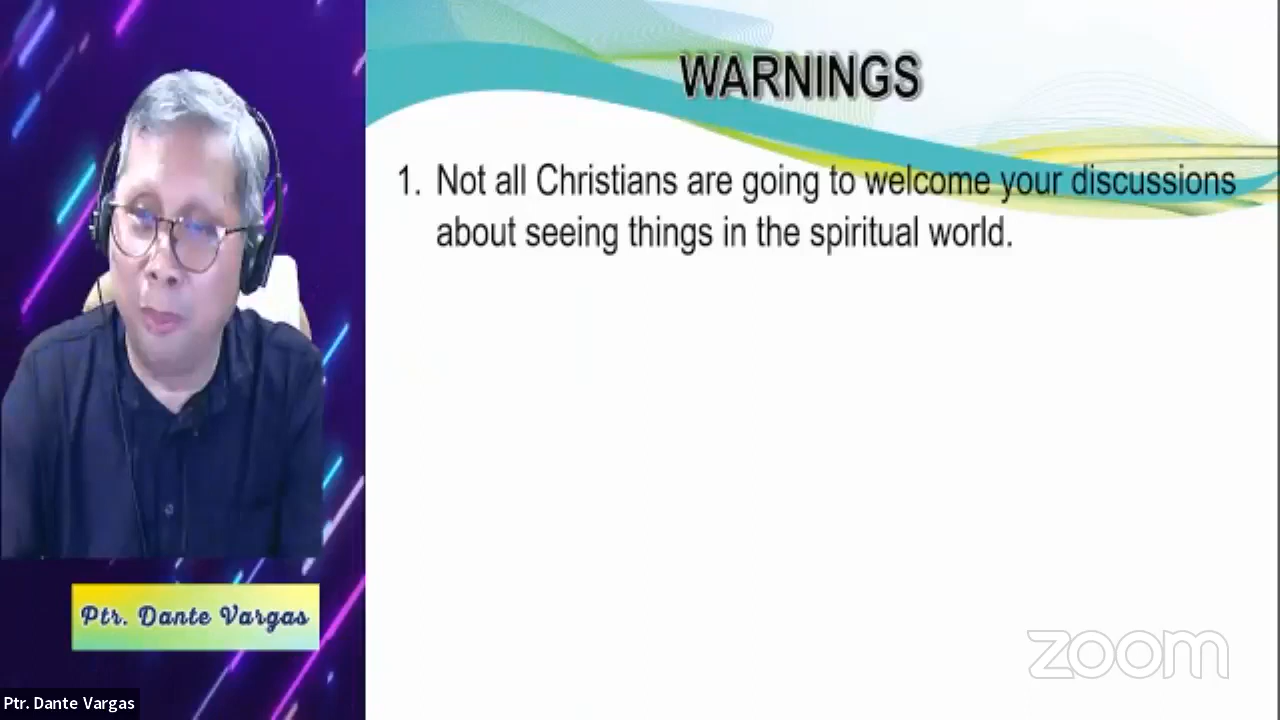 WARNINGS
1. Not all Christians are going to welcome your discussions
about seeing things in the spiritual world.
Ptr. Dante Vargas
Ptr. Dante Vargas
zoom